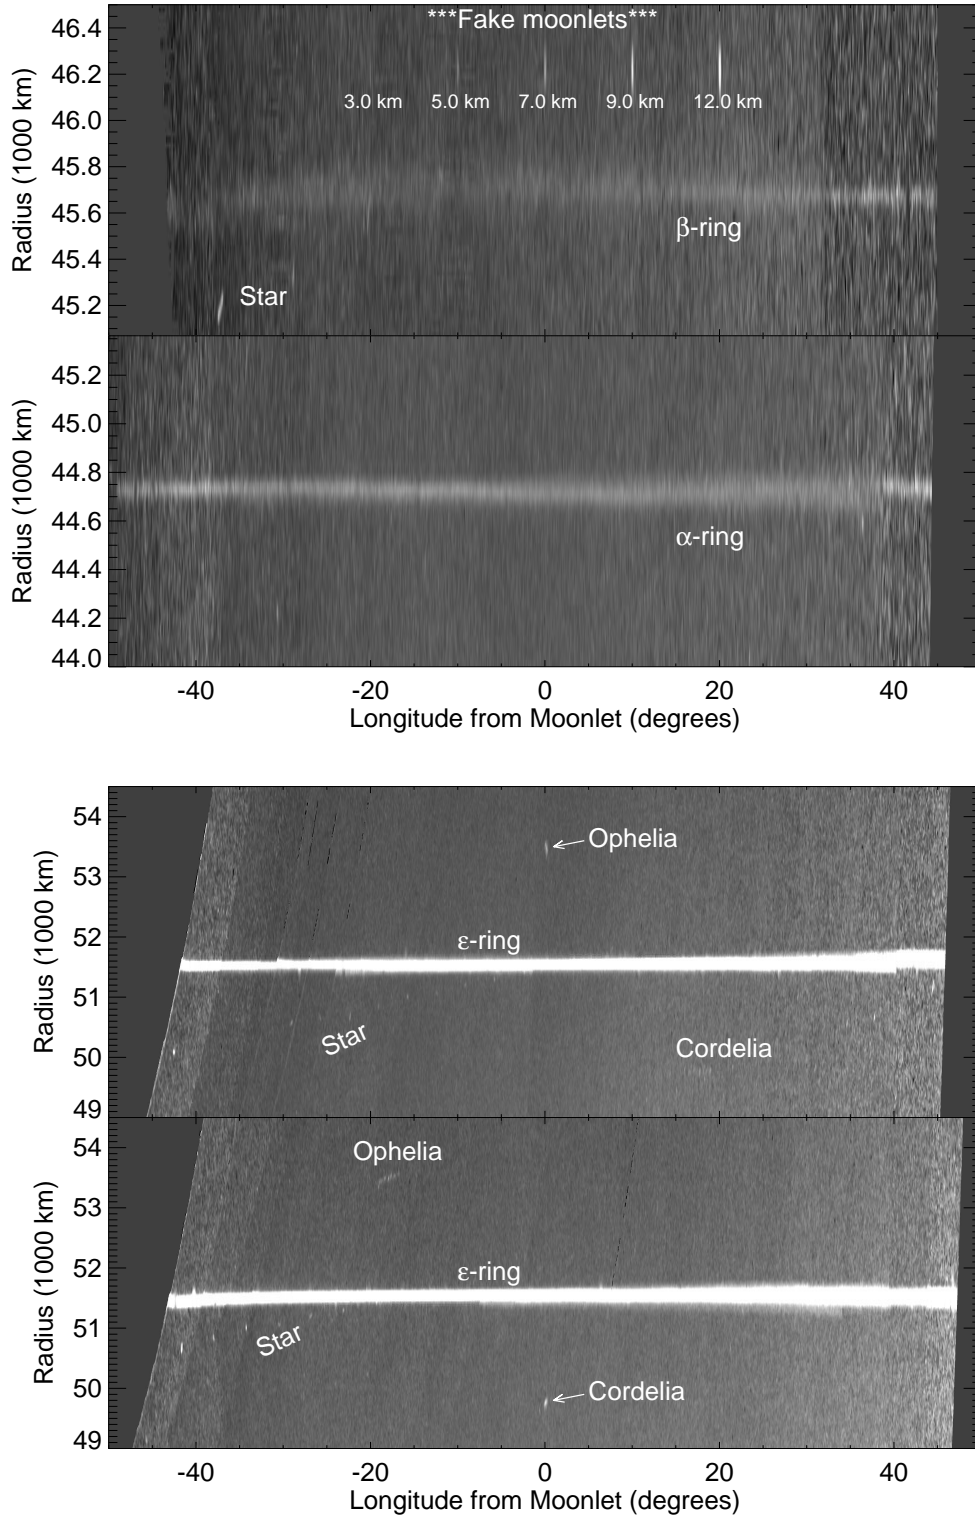 ***Fake moonlets***
46.5
46.4
46.2
3.0 km 5.0 km 7.0 km 9.0 km 12.0 km
46.0
45.8
45.6
β-ring
45.4
Star
45.2
Radius (1000 km)
45.2
45.0
44.8
44.6
α-ring
44.4
44.2
44.0
Radius (1000 km)
-40 -20 0 20 40
Longitude from Moonlet (degrees)
54
Ophelia
53
52
ε-ring
51
Star
50
Cordelia
49
Radius (1000 km)
54
Ophelia
53
52
ε-ring
51
Star
50
Cordelia
49
Radius (1000 km)
-40 -20 0 20 40
Longitude from Moonlet (degrees)